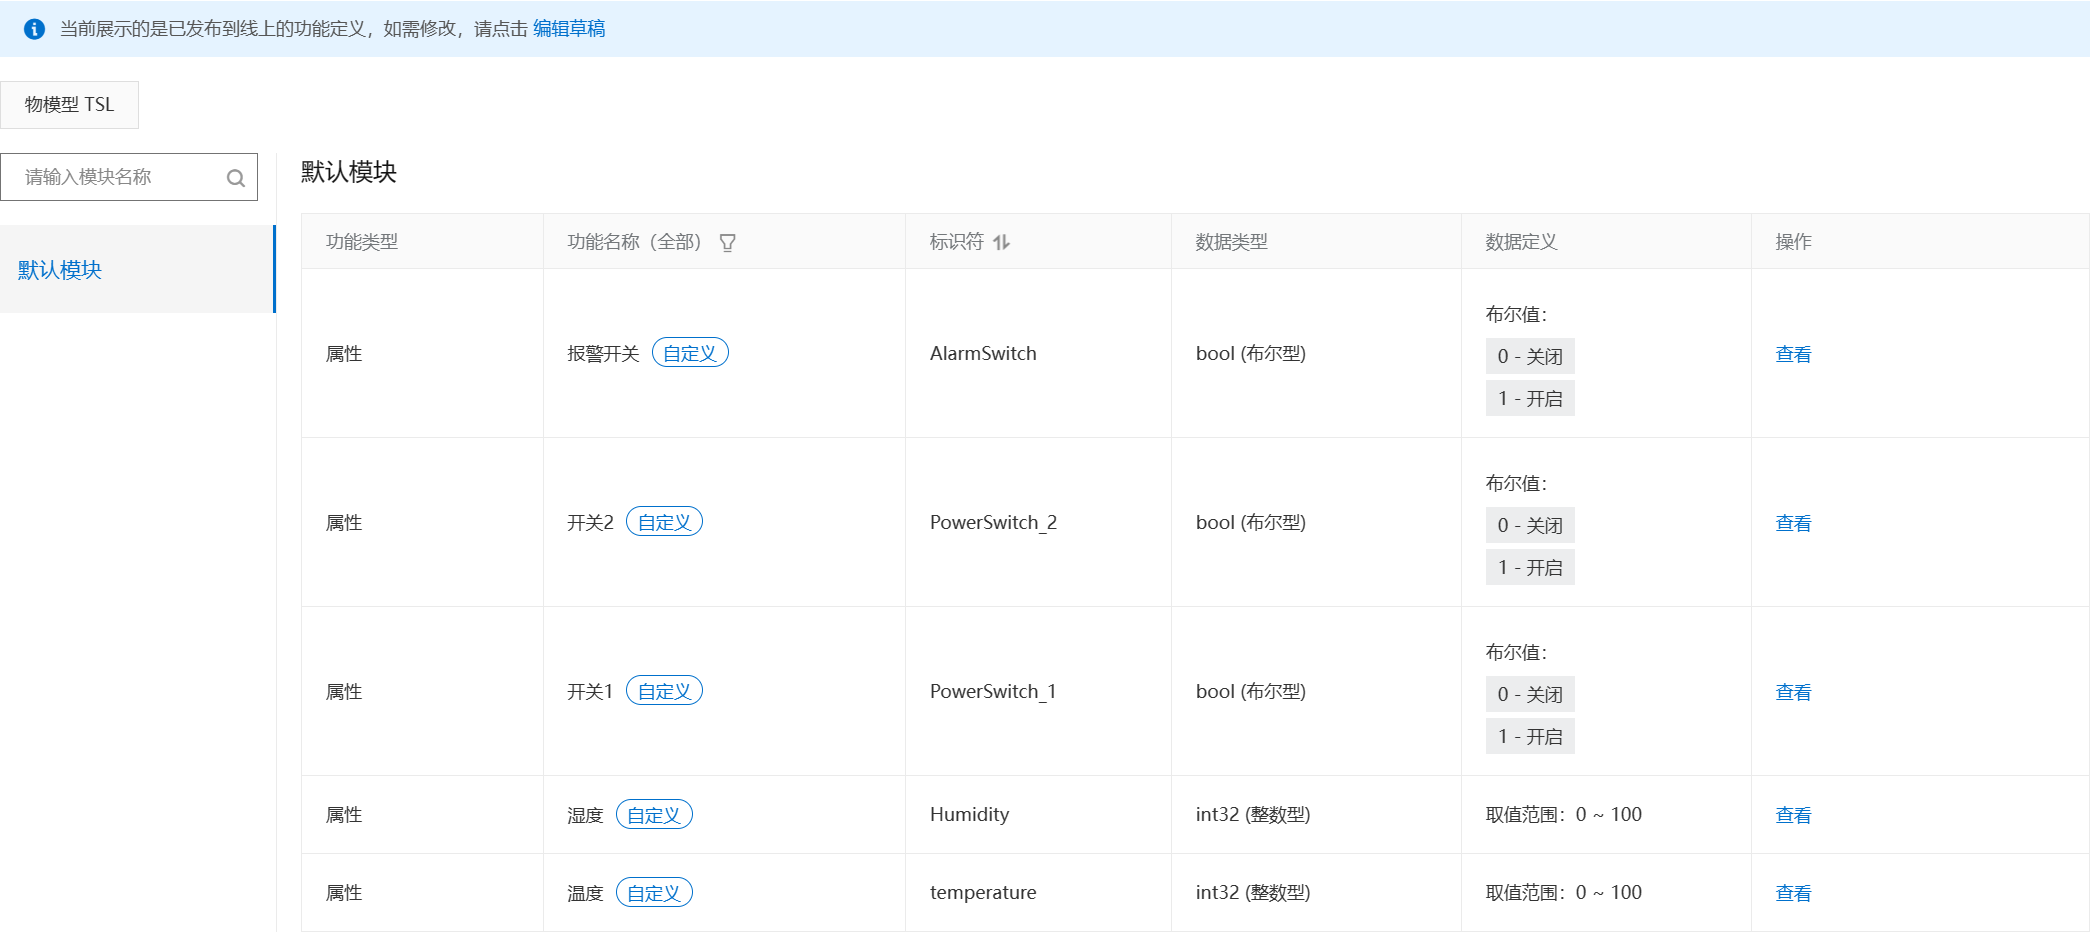 当前展示的是已发布到线上的功能定义，如需修改，请点击 编辑草稿
物模型 TSL
请输入模块名称
默认模块
默认模块
功能类型 功能名称（全部） 标识符 数据类型 数据定义 操作
属性 报警开关 自定义 AlarmSwitch bool (布尔型) 布尔值： 查看
0 - 关闭
1 - 开启
属性 开关2 自定义 PowerSwitch_2 bool (布尔型) 布尔值： 查看
0 - 关闭
1 - 开启
属性 开关1 自定义 PowerSwitch_1 bool (布尔型) 布尔值： 查看
0 - 关闭
1 - 开启
属性 湿度 自定义 Humidity int32 (整数型) 取值范围：0 ~ 100 查看
属性 温度 自定义 temperature int32 (整数型) 取值范围：0 ~ 100 查看